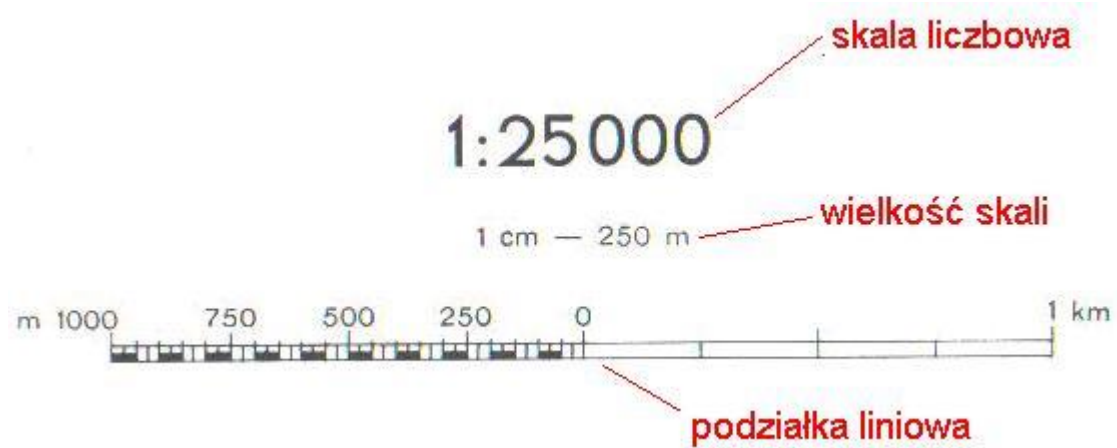 skala liczbowa
1:25000
wielkość skali
1 cm — 250 m
m 1000 750 500 250 0 1 km
podziałka liniowa